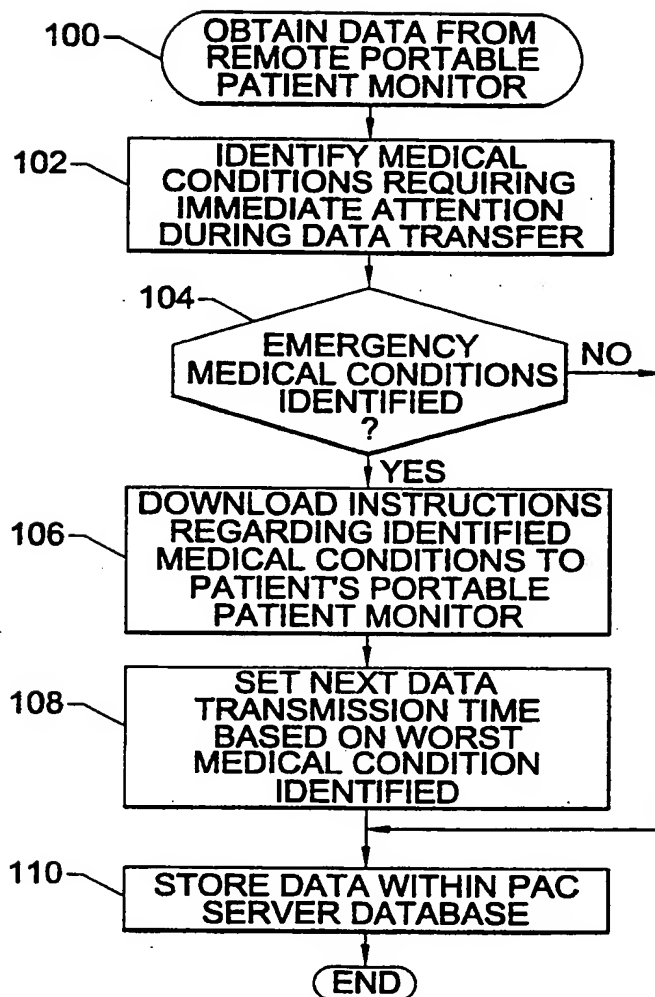 100
OBTAIN DATA FROM
REMOTE PORTABLE
PATIENT MONITOR
102
IDENTIFY MEDICAL
CONDITIONS REQUIRING
IMMEDIATE ATTENTION
DURING DATA TRANSFER
104
EMERGENCY
MEDICAL CONDITIONS
IDENTIFIED
?
NO
YES
106
DOWNLOAD INSTRUCTIONS
REGARDING IDENTIFIED
MEDICAL CONDITIONS TO
PATIENT'S PORTABLE
PATIENT MONITOR
108
SET NEXT DATA
TRANSMISSION TIME
BASED ON WORST
MEDICAL CONDITION
IDENTIFIED
110
STORE DATA WITHIN PAC
SERVER DATABASE
END